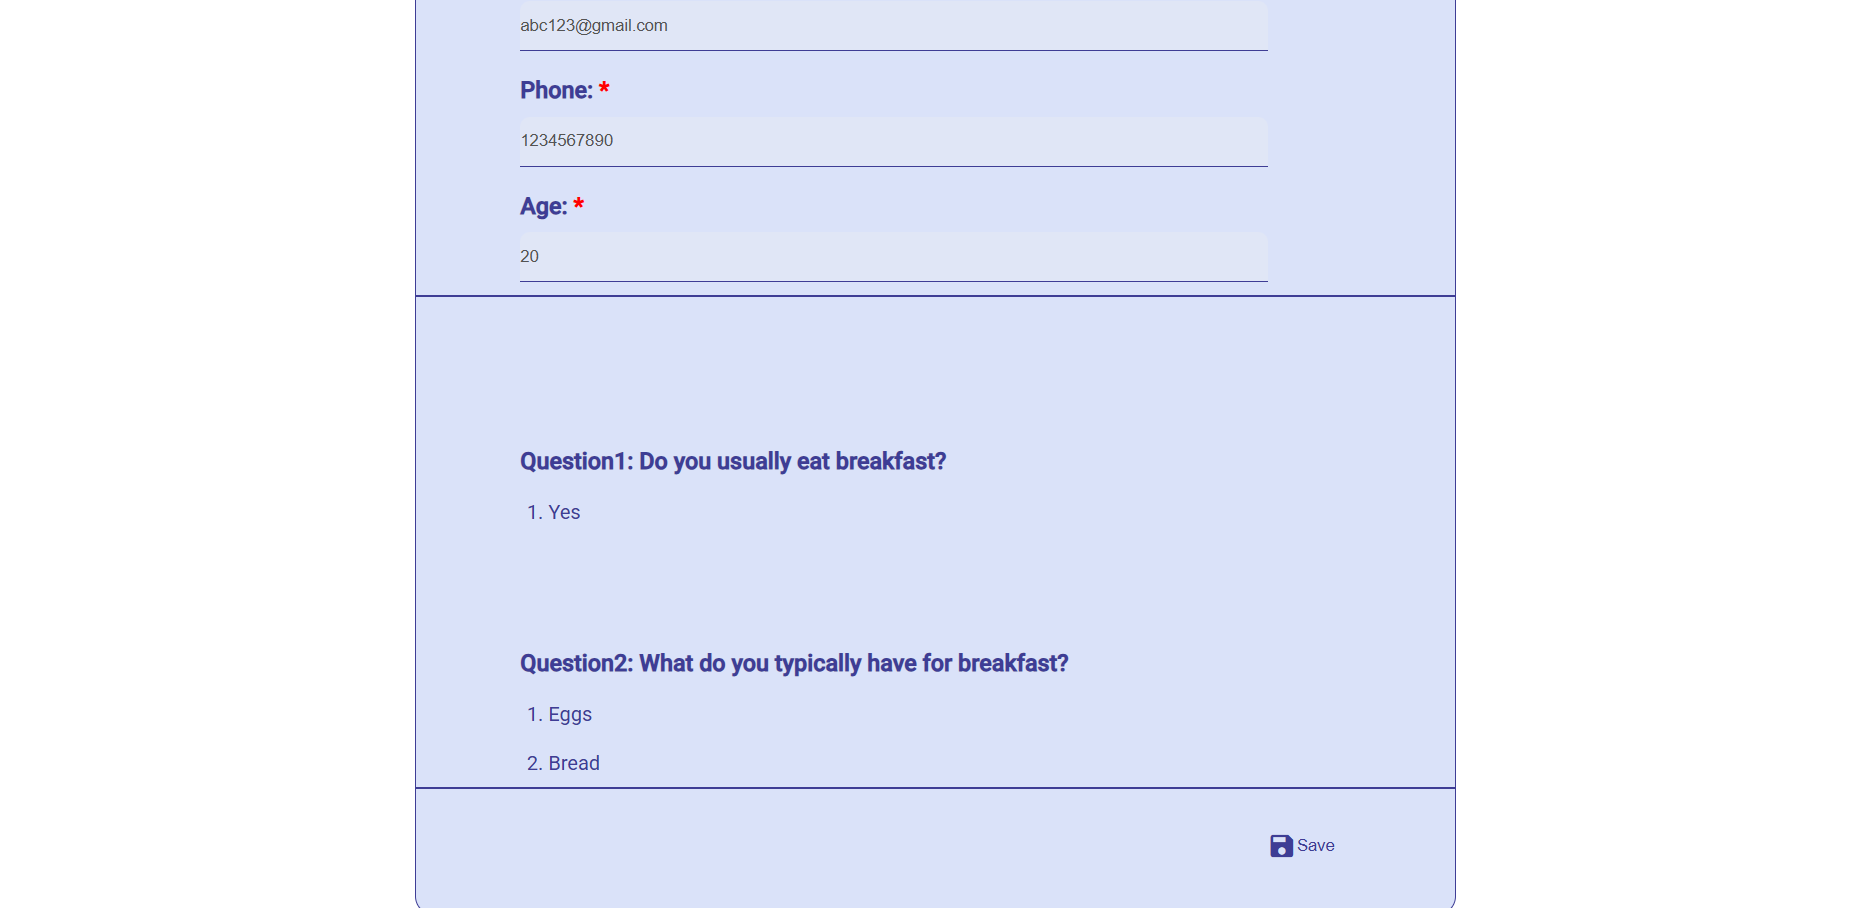 abc123@gmail.com
Phone: *
1234567890
Age: *
20
Question1: Do you usually eat breakfast?
1. Yes
Question2: What do you typically have for breakfast?
1. Eggs
2. Bread
Save